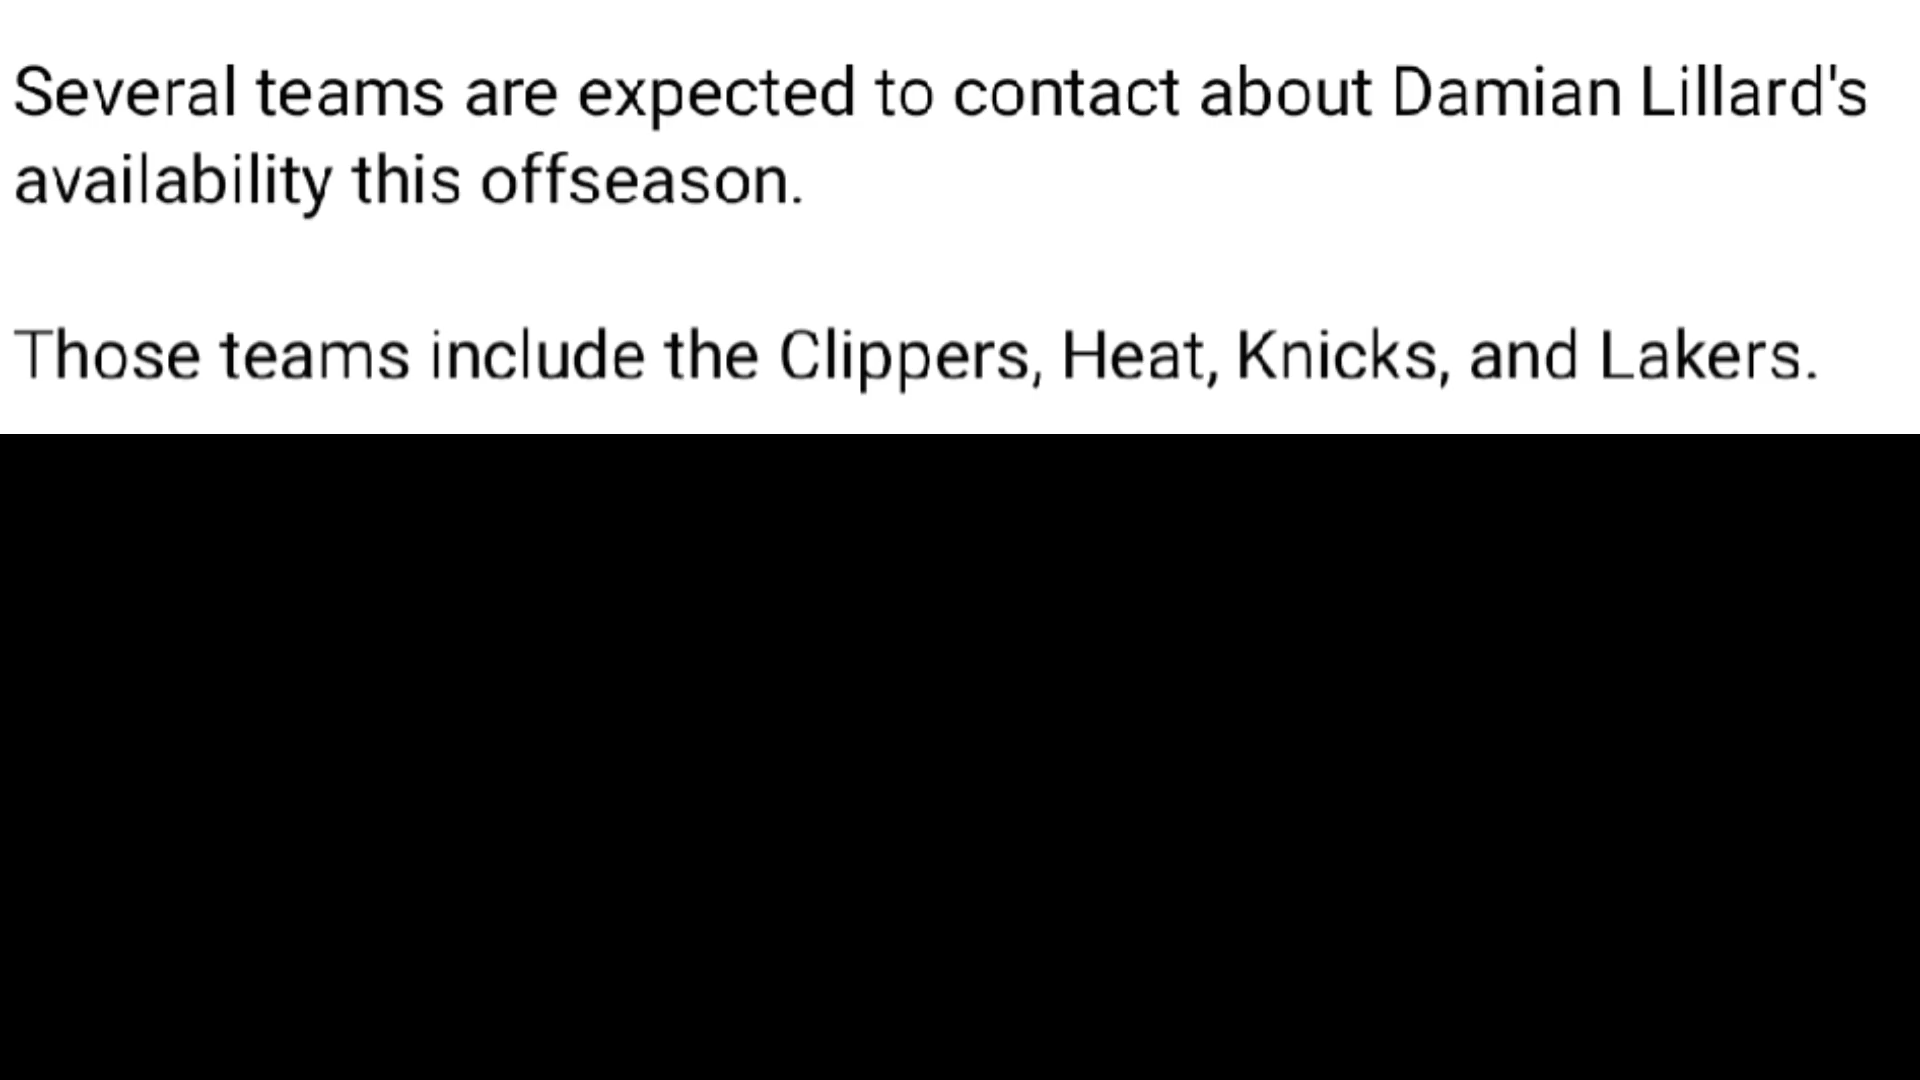 Several teams are expected to contact about Damian Lillard's
availability this offseason.
Those teams include the Clippers, Heat, Knicks, and Lakers.